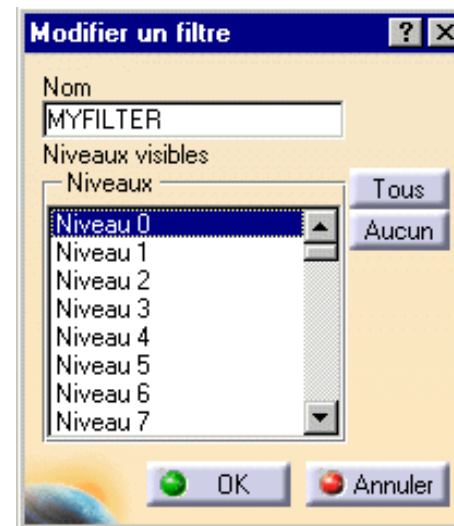 Modifier un filtre
Nom
MYFILTER
Niveaux visibles
Niveaux
Tous
Aucun
Niveau 0
Niveau 1
Niveau 2
Niveau 3
Niveau 4
Niveau 5
Niveau 6
Niveau 7
OK
Annuler